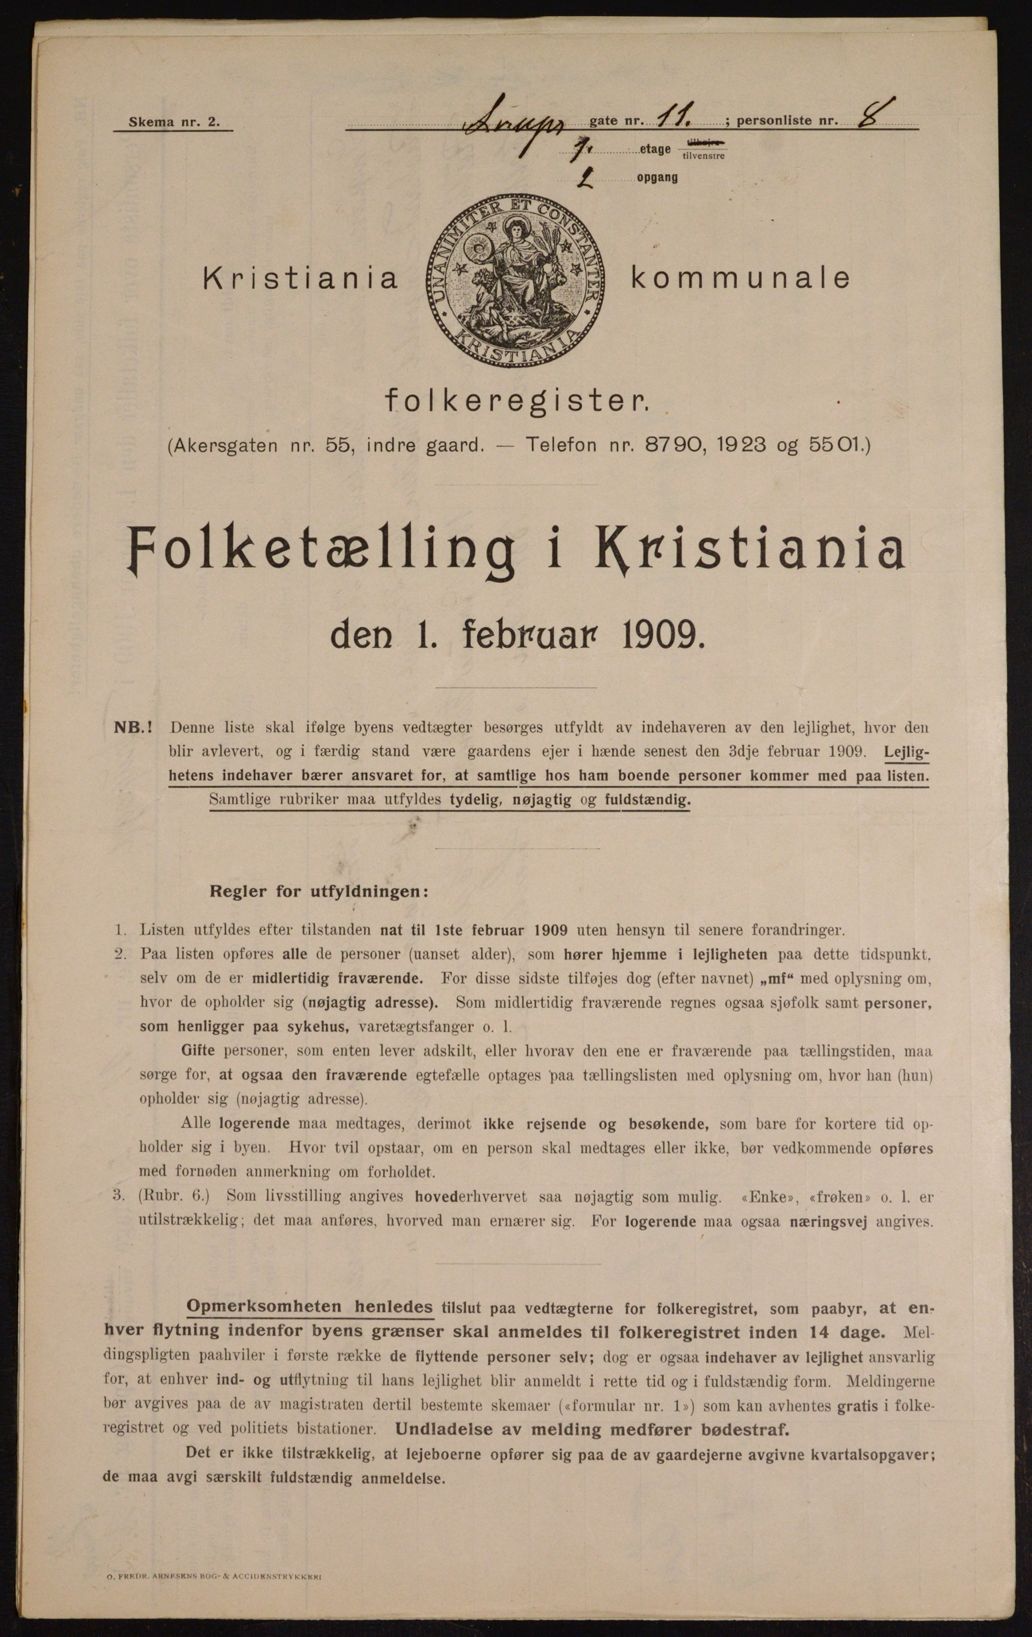 Skema nr. 2.
gate nr. 11. ; personliste nr. 8
1. etage tilhøire
tilvenstre
2 opgang
UNANIMITER ET CONSTANTER
KRISTIANIA
Kristiania kommunale
folkeregister.
(Akersgaten nr. 55, indre gaard. — Telefon nr. 8790, 1923 og 5501.)
Folketælling i Kristiania
den 1. februar 1909.
NB.! Denne liste skal ifølge byens vedtægter besørges utfyldt av indehaveren av den lejlighet, hvor den
blir avlevert, og i færdig stand være gaardens ejer i hænde senest den 3dje februar 1909. Lejlig-
hetens indehaver bærer ansvaret for, at samtlige hos ham boende personer kommer med paa listen.
Samtlige rubriker maa utfyldes tydelig, nøjagtig og fuldstændig.
Regler for utfyldningen:
1. Listen utfyldes efter tilstanden nat til 1ste februar 1909 uten hensyn til senere forandringer.
2. Paa listen opføres alle de personer (uanset alder), som hører hjemme i lejligheten paa dette tidspunkt,
selv om de er midlertidig fraværende. For disse sidste tilføjes dog (efter navnet) „mf“ med oplysning om,
hvor de opholder sig (nøjagtig adresse). Som midlertidig fraværende regnes ogsaa sjøfolk samt personer,
som henligger paa sykehus, varetægtsfanger o. l.
Gifte personer, som enten lever adskilt, eller hvorav den ene er fraværende paa tællingstiden, maa
sørge for, at ogsaa den fraværende egtefælle optages paa tællingslisten med oplysning om, hvor han (hun)
opholder sig (nøjagtig adresse).
Alle logerende maa medtages, derimot ikke rejsende og besøkende, som bare for kortere tid op-
holder sig i byen. Hvor tvil opstaar, om en person skal medtages eller ikke, bør vedkommende opføres
med fornøden anmerkning om forholdet.
3. (Rubr. 6.) Som livsstilling angives hovederhvervet saa nøjagtig som mulig. «Enke», «frøken» o. l. er
utilstrækkelig; det maa anføres, hvorved man ernærer sig. For logerende maa ogsaa næringsvej angives.
Opmerksomheten henledes tilslut paa vedtægterne for folkeregistret, som paabyr, at en-
hver flytning indenfor byens grænser skal anmeldes til folkeregistret inden 14 dage. Mel-
dingspligten paahviler i første række de flyttende personer selv; dog er ogsaa indehaver av lejlighet ansvarlig
for, at enhver ind- og utflytning til hans lejlighet blir anmeldt i rette tid og i fuldstændig form. Meldingerne
bør avgives paa de av magistraten dertil bestemte skemaer («formular nr. 1») som kan avhentes gratis i folke-
registret og ved politiets bistationer. Undladelse av melding medfører bødestraf.
Det er ikke tilstrækkelig, at lejeboerne opfører sig paa de av gaardejerne avgivne kvartalsopgaver;
de maa avgi særskilt fuldstændig anmeldelse.
O. FREDR. ARNESENS BOG- & ACCIDENSTRYKKERI